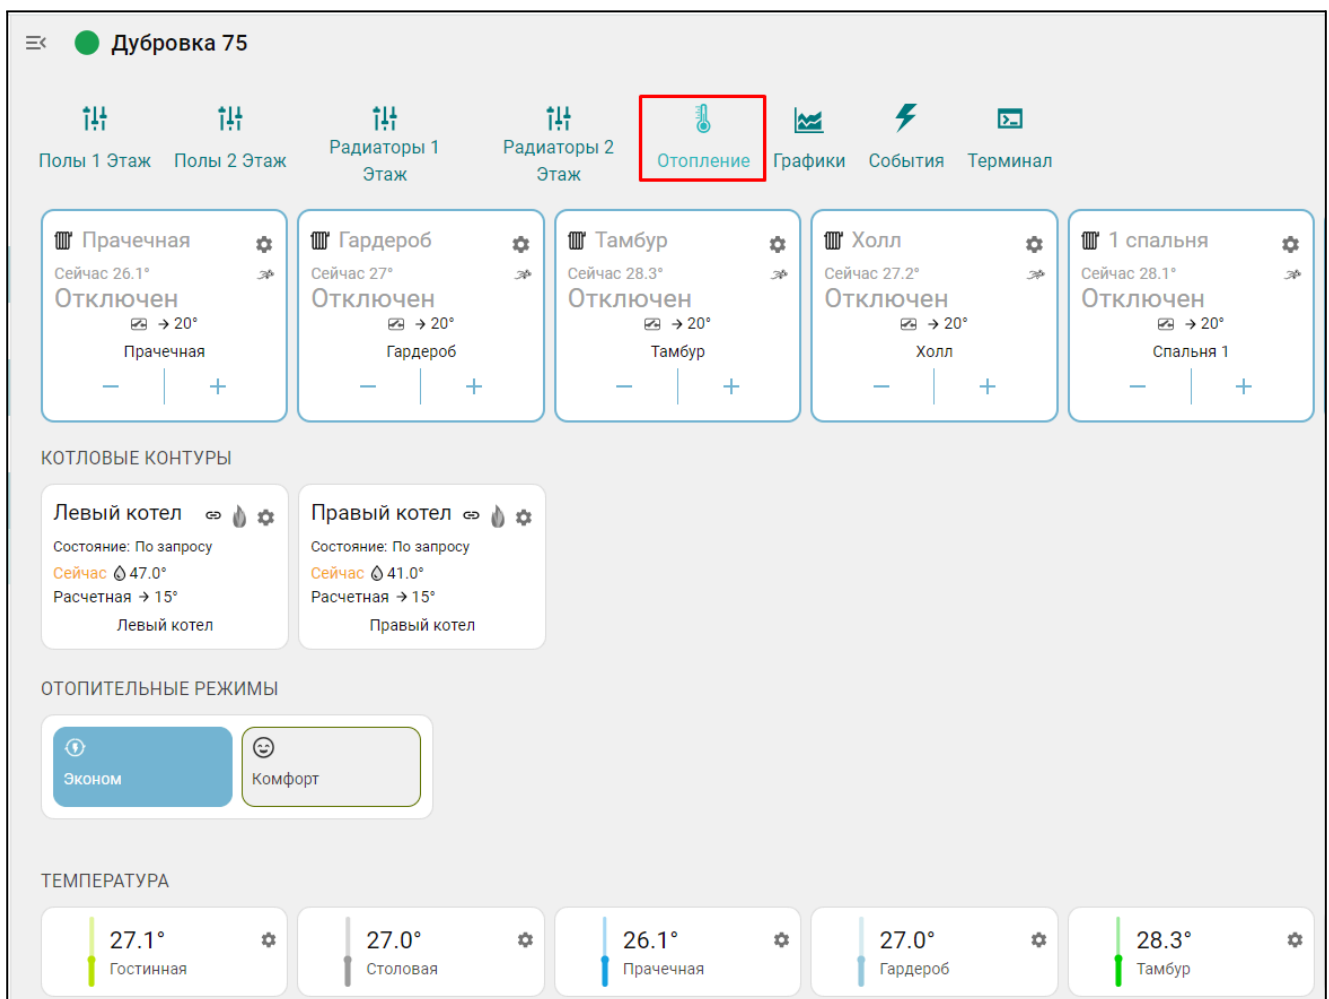 Дубровка 75
Полы 1 Этаж
Полы 2 Этаж
Радиаторы 1
Этаж
Радиаторы 2
Этаж
Отопление
Графики
События
Терминал
Прачечная
Сейчас 26.1°
Отключен
→ 20°
Прачечная
− +
Гардероб
Сейчас 27°
Отключен
→ 20°
Гардероб
− +
Тамбур
Сейчас 28.3°
Отключен
→ 20°
Тамбур
− +
Холл
Сейчас 27.2°
Отключен
→ 20°
Холл
− +
1 спальня
Сейчас 28.1°
Отключен
→ 20°
Спальня 1
− +
КОТЛОВЫЕ КОНТУРЫ
Левый котел
Состояние: По запросу
Сейчас 47.0°
Расчетная → 15°
Левый котел
Правый котел
Состояние: По запросу
Сейчас 41.0°
Расчетная → 15°
Правый котел
ОТОПИТЕЛЬНЫЕ РЕЖИМЫ
Эконом
Комфорт
ТЕМПЕРАТУРА
27.1°
Гостинная
27.0°
Столовая
26.1°
Прачечная
27.0°
Гардероб
28.3°
Тамбур